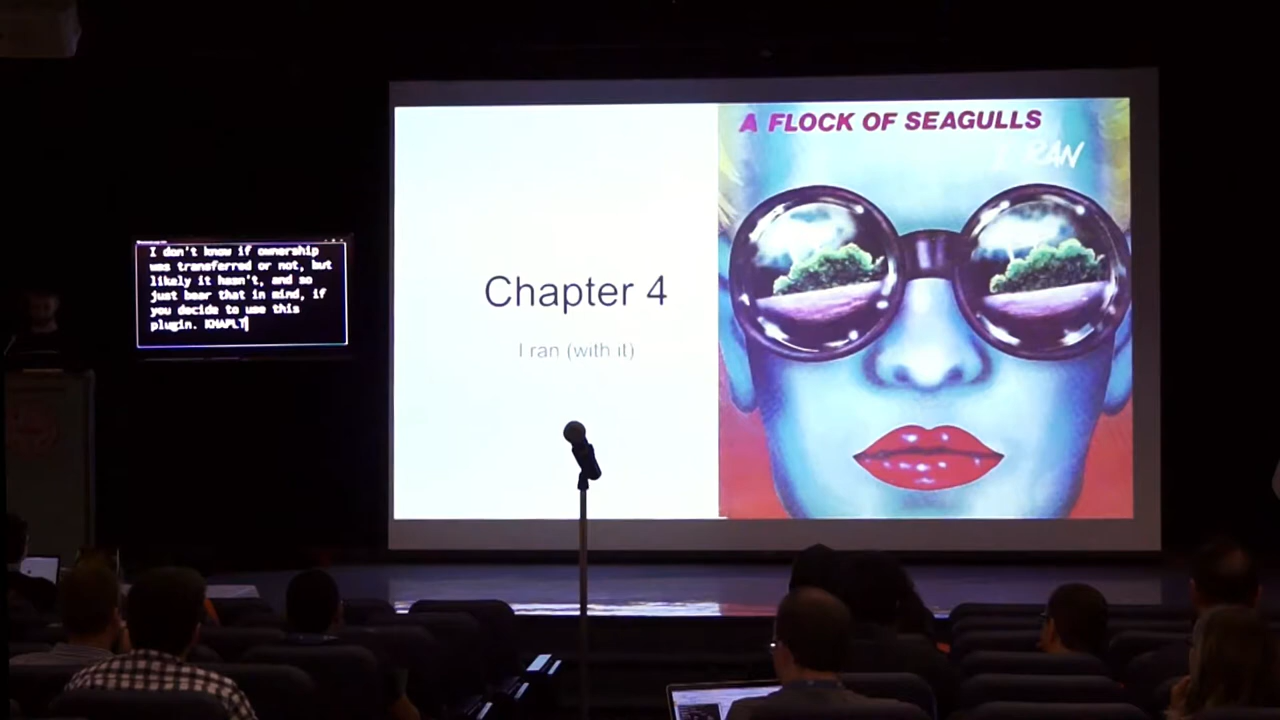 I don't know if ownership
was transferred or not, but
likely it hasn't, and so
just bear that in mind, if
you decide to use this
plugin. KHAPLT
Chapter 4
I ran (with it)
A FLOCK OF SEAGULLS
I RAN